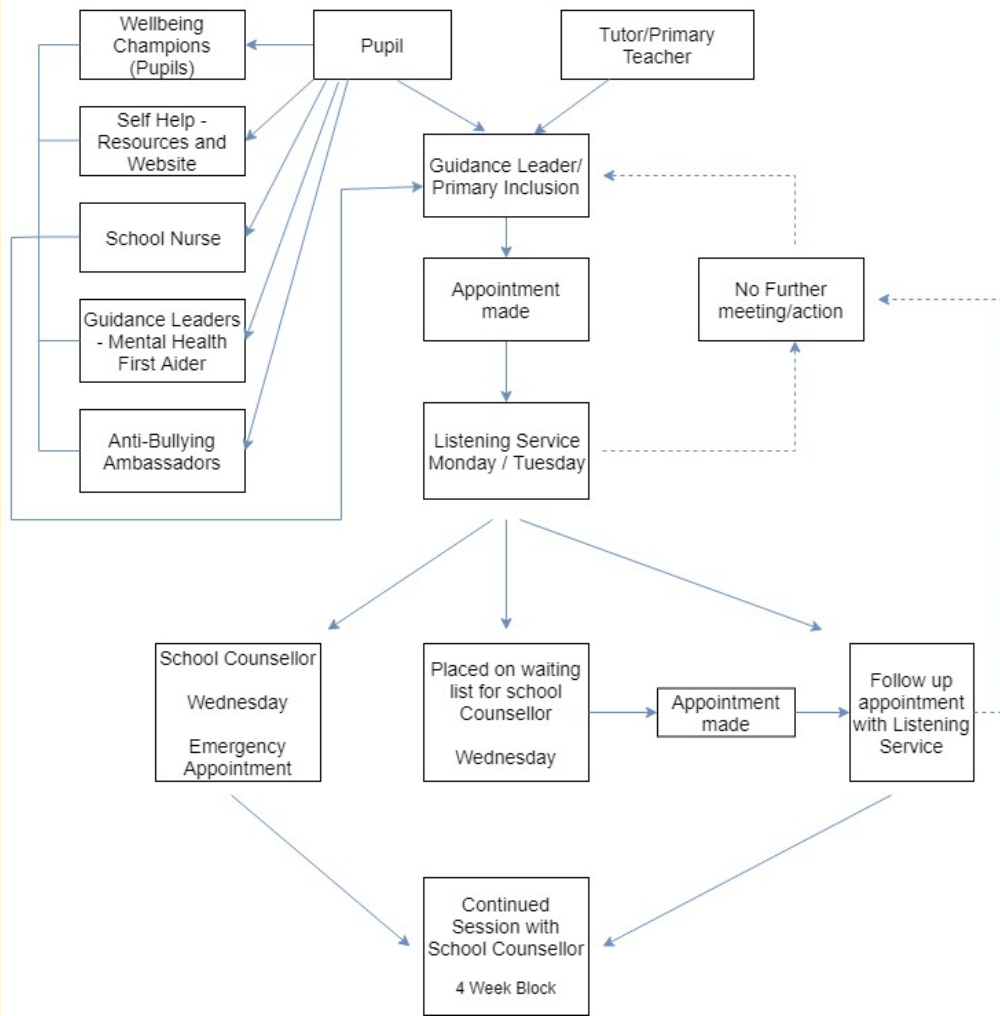 Wellbeing
Champions
(Pupils)
Pupil
Tutor/Primary
Teacher
Self Help -
Resources and
Website
School Nurse
Guidance Leaders
- Mental Health
First Aider
Anti-Bullying
Ambassadors
Guidance Leader/
Primary Inclusion
Appointment
made
No Further
meeting/action
Listening Service
Monday / Tuesday
School Counsellor
Wednesday
Emergency
Appointment
Placed on waiting
list for school
Counsellor
Wednesday
Appointment
made
Follow up
appointment
with Listening
Service
Continued
Session with
School Counsellor
4 Week Block